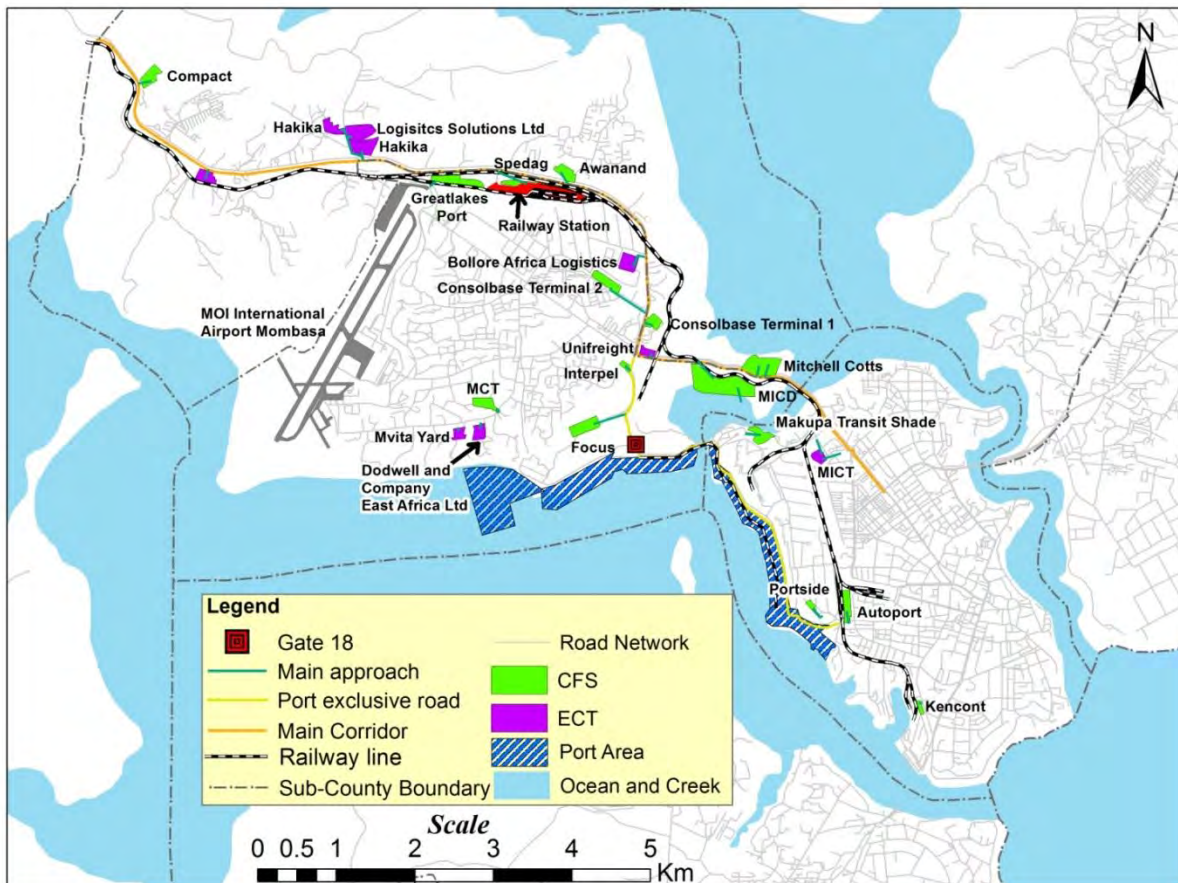 N
Compact
Hakika
Logisitcs Solutions Ltd
Hakika
Spedag
Awanand
Greatlakes
Port
Railway Station
Bollore Africa Logistics
Consolbase Terminal 2
MOI International
Airport Mombasa
Consolbase Terminal 1
Unifreight
Interpel
Mitchell Cotts
MICD
MCT
Makupa Transit Shade
Mvita Yard
Focus
MICT
Dodwell and
Company
East Africa Ltd
Portside
Autoport
Kencont
Legend
Gate 18
Main approach
Port exclusive road
Main Corridor
Railway line
Sub-County Boundary
Road Network
CFS
ECT
Port Area
Ocean and Creek
Scale
0 0.5 1 2 3 4 5
Km